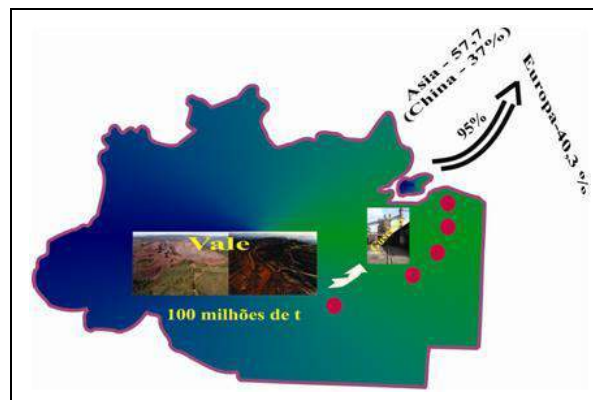 Asia - 57,7
(China - 37%)
95%
Europa-40,3 %
Vale
100 milhões de t